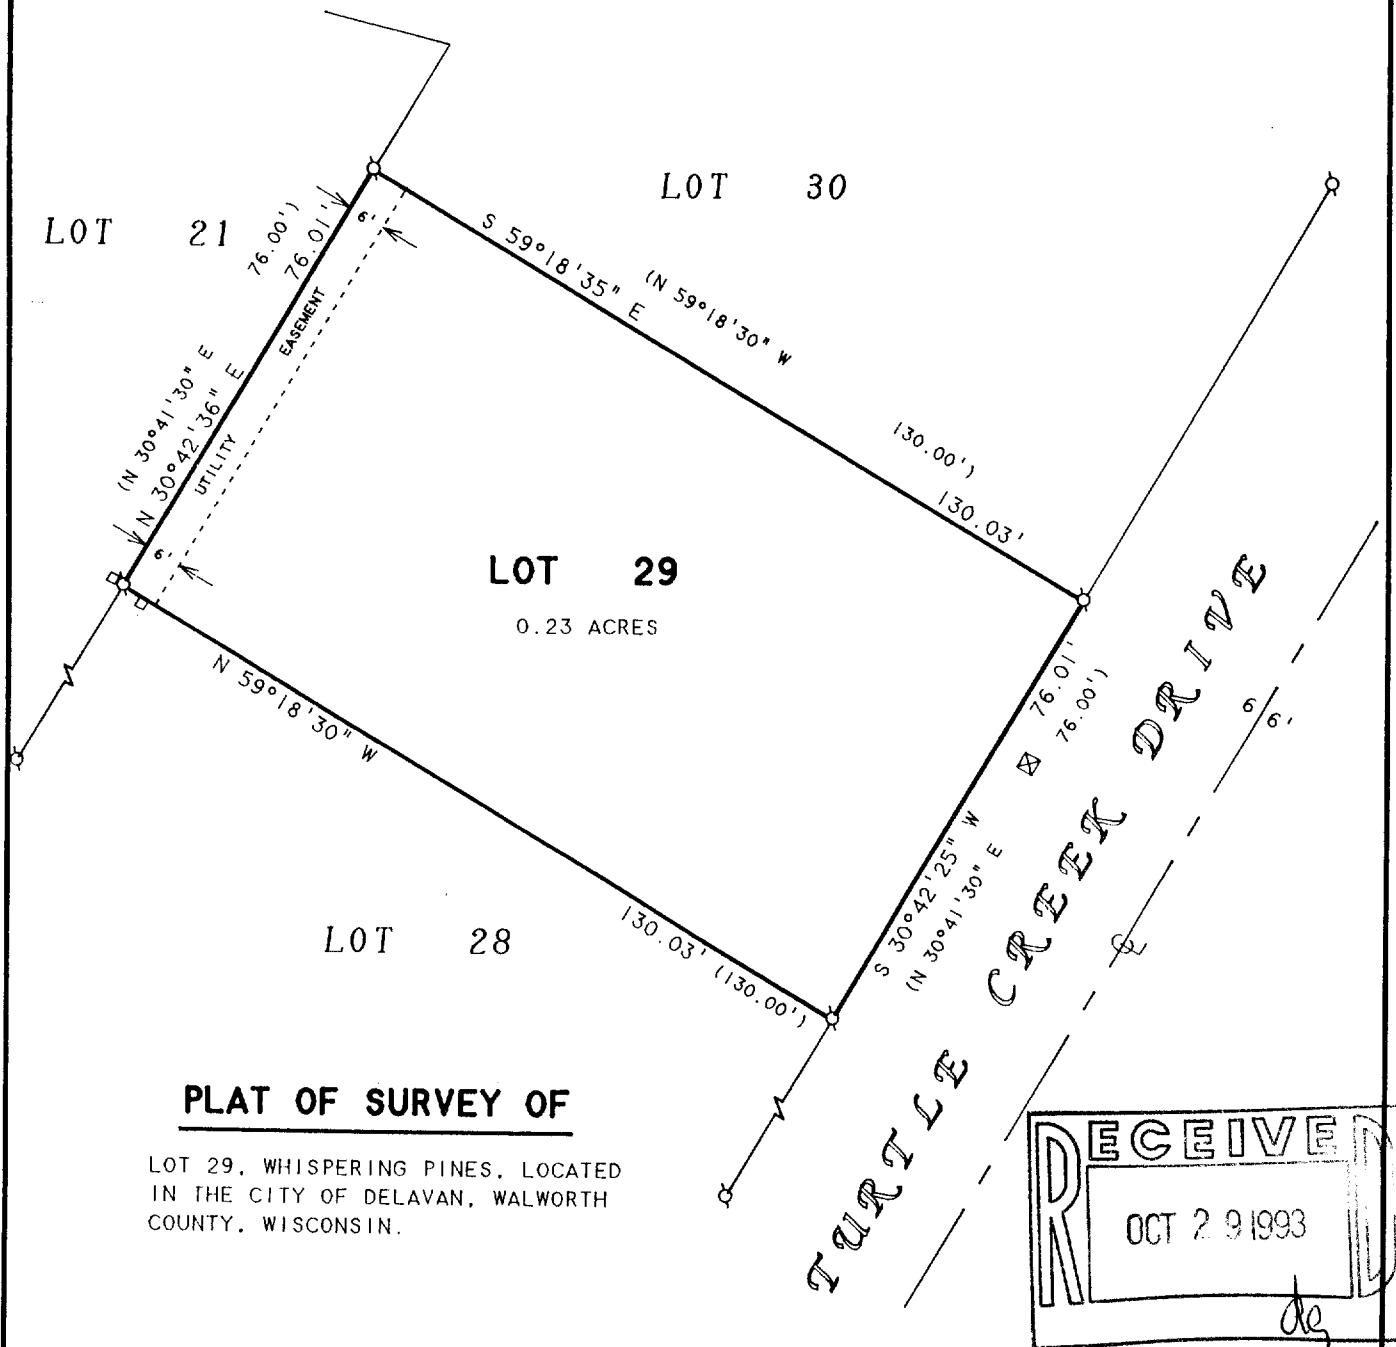 LOT 30
LOT 21
76.00')
76.01'
6'
S 59°18'35" E
(N 59°18'30" W
EASEMENT
UTILITY
(N 30°41'30" E
N 30°42'36" E
130.00')
130.03'
6'
LOT 29
0.23 ACRES
N 59°18'30" W
76.01'
76.00')
66'
S 30°42'25" W
(N 30°41'30" E
TURTLE CREEK DRIVE
LOT 28
130.03' (130.00')
PLAT OF SURVEY OF
LOT 29, WHISPERING PINES, LOCATED
IN THE CITY OF DELAVAN, WALWORTH
COUNTY, WISCONSIN.
RECEIVED
OCT 29 1993